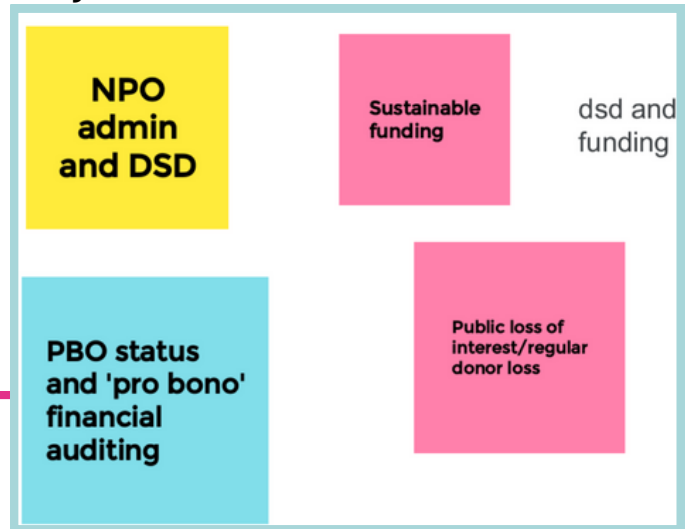 NPO
admin
and DSD
Sustainable
funding
dsd and
funding
PBO status
and 'pro bono'
financial
auditing
Public loss of
interest/regular
donor loss